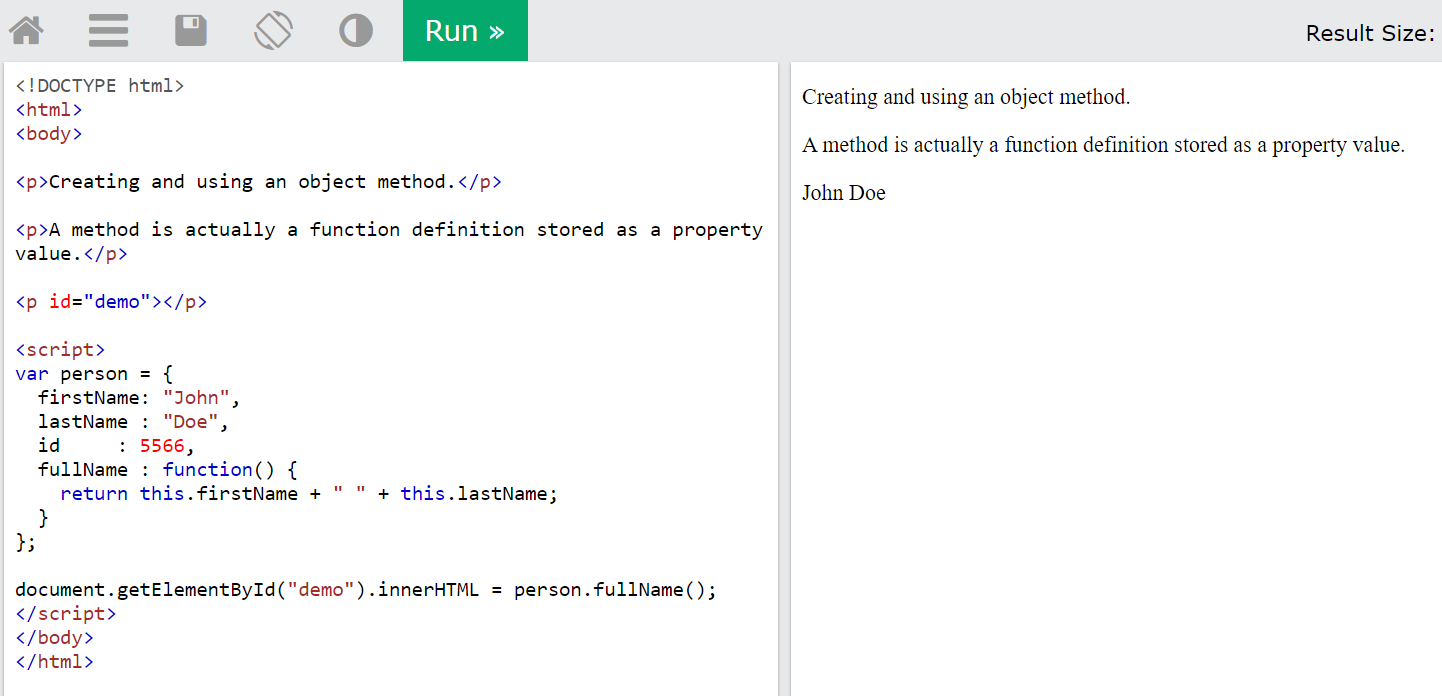 Run »
Result Size:
<!DOCTYPE html>
<html>
<body>
<p>Creating and using an object method.</p>
<p>A method is actually a function definition stored as a property
value.</p>
<p id="demo"></p>
<script>
var person = {
  firstName: "John",
  lastName : "Doe",
  id     : 5566,
  fullName : function() {
    return this.firstName + " " + this.lastName;
  }
};
document.getElementById("demo").innerHTML = person.fullName();
</script>
</body>
</html>
Creating and using an object method.
A method is actually a function definition stored as a property value.
John Doe